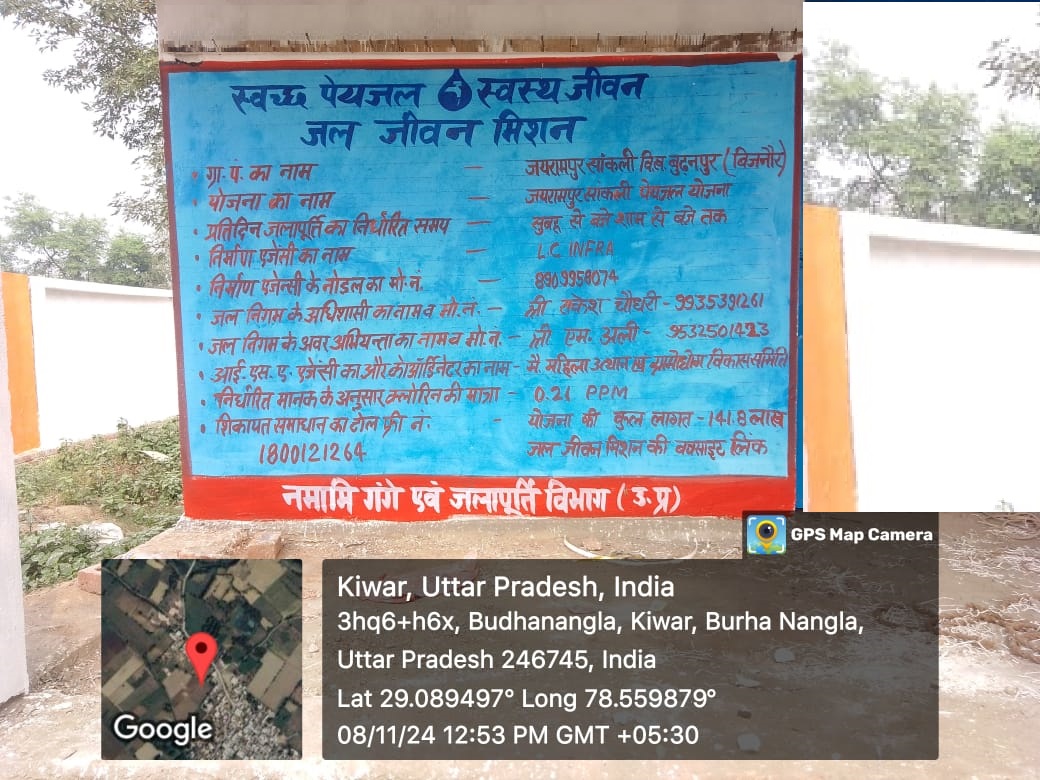 स्वच्छ पेयजल स्वस्थ जीवन
जल जीवन मिशन
• ग्रा. पं. का नाम — जयरामपुर सांकली वि.ख. बुढ़नपुर (बिजनौर)
• योजना का नाम — जयरामपुर सांकली पेयजल योजना
• प्रतिदिन जलापूर्ति का निर्धारित समय — सुबह से बजे शाम से बजे तक
• निर्माण एजेंसी का नाम — L.C INFRA
• निर्माण एजेन्सी के नोडल का मो. नं. — 8909958074
• जल निगम के अधिशासी का नाम व मो. नं. — श्री राकेश चौधरी - 9935391261
• जल निगम के अवर अभियन्ता का नाम व मो. नं. — श्री एम. अली - 9532501423
• आई. एस. ए. एजेंसी का और कोऑर्डिनेटर का नाम - मै. महिला उत्थान एवं ग्रामोद्योग विकास समिति
• निर्धारित मानक के अनुसार क्लोरिन की मात्रा - 0.21 PPM
• शिकायत समाधान का टोल फ्री नं. - योजना की कुल लागत - 141.8 लाख
1800121264 जल जीवन मिशन की वेबसाइट लिंक
नमामि गंगे एवं जलापूर्ति विभाग (उ.प्र)
GPS Map Camera
Kiwar, Uttar Pradesh, India
3hq6+h6x, Budhanangla, Kiwar, Burha Nangla,
Uttar Pradesh 246745, India
Lat 29.089497° Long 78.559879°
08/11/24 12:53 PM GMT +05:30
Google